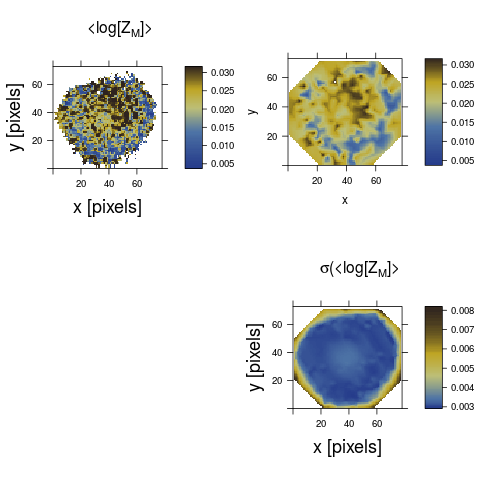 <log[Z_M]>
y [pixels]
60
40
20
20 40 60
x [pixels]
0.030
0.025
0.020
0.015
0.010
0.005
y
60
40
20
20 40 60
x
0.030
0.025
0.020
0.015
0.010
0.005
σ(<log[Z_M]>
y [pixels]
60
40
20
20 40 60
x [pixels]
0.008
0.007
0.006
0.005
0.004
0.003